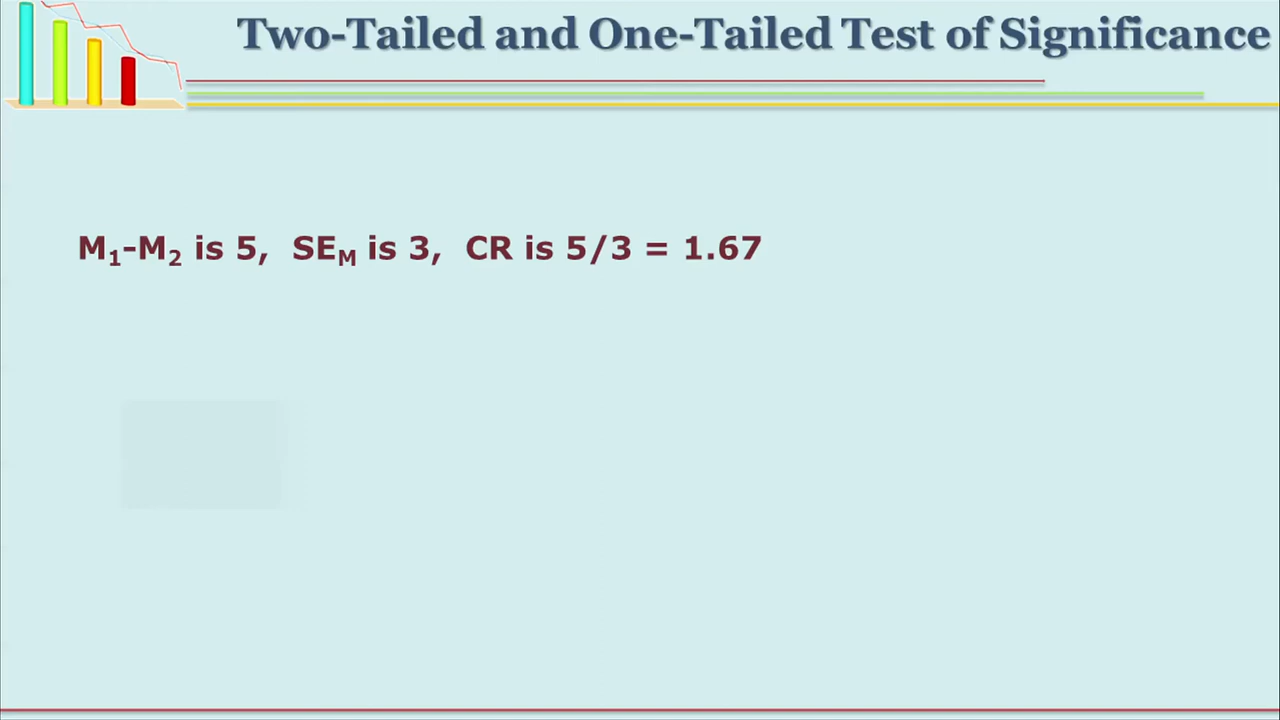 Two-Tailed and One-Tailed Test of Significance
M₁-M₂ is 5, SE_M is 3, CR is 5/3 = 1.67